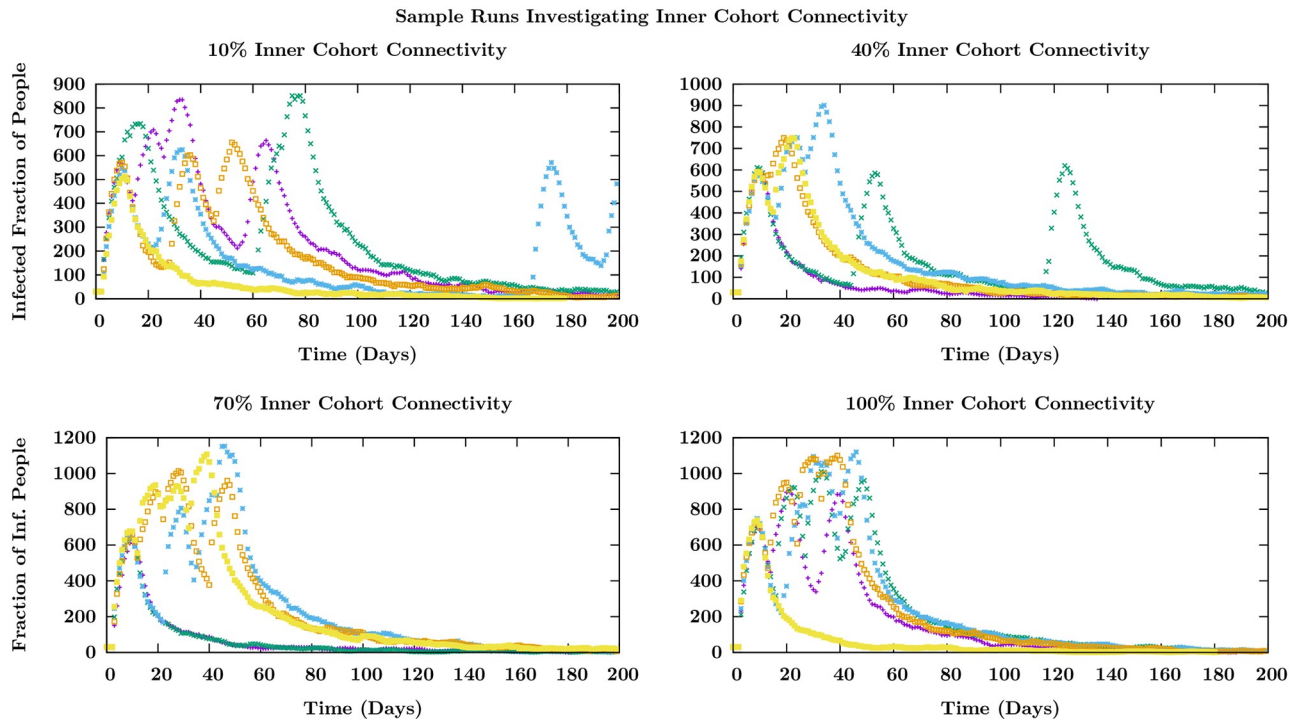 Sample Runs Investigating Inner Cohort Connectivity
10% Inner Cohort Connectivity
Infected Fraction of People
900
800
700
600
500
400
300
200
100
0
0 20 40 60 80 100 120 140 160 180 200
Time (Days)
40% Inner Cohort Connectivity
1000
900
800
700
600
500
400
300
200
100
0
0 20 40 60 80 100 120 140 160 180 200
Time (Days)
70% Inner Cohort Connectivity
Fraction of Inf. People
1200
1000
800
600
400
200
0
0 20 40 60 80 100 120 140 160 180 200
Time (Days)
100% Inner Cohort Connectivity
1200
1000
800
600
400
200
0
0 20 40 60 80 100 120 140 160 180 200
Time (Days)